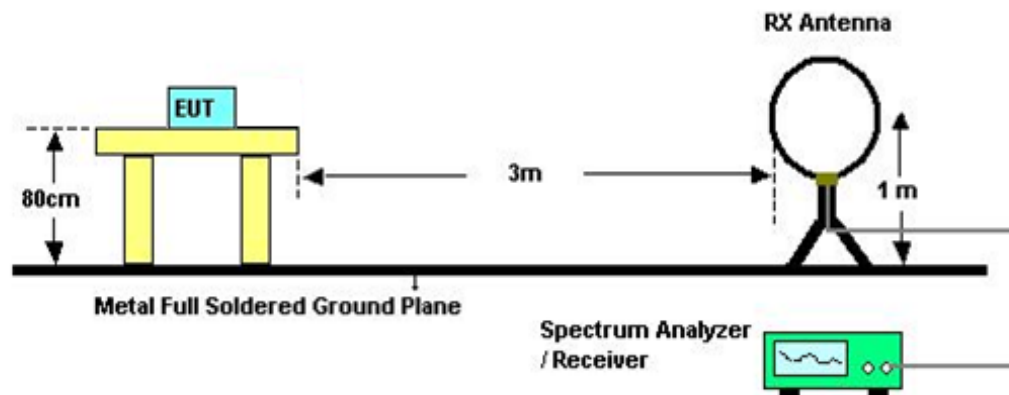 RX Antenna
EUT
80cm
3m
1 m
Metal Full Soldered Ground Plane
Spectrum Analyzer
/ Receiver